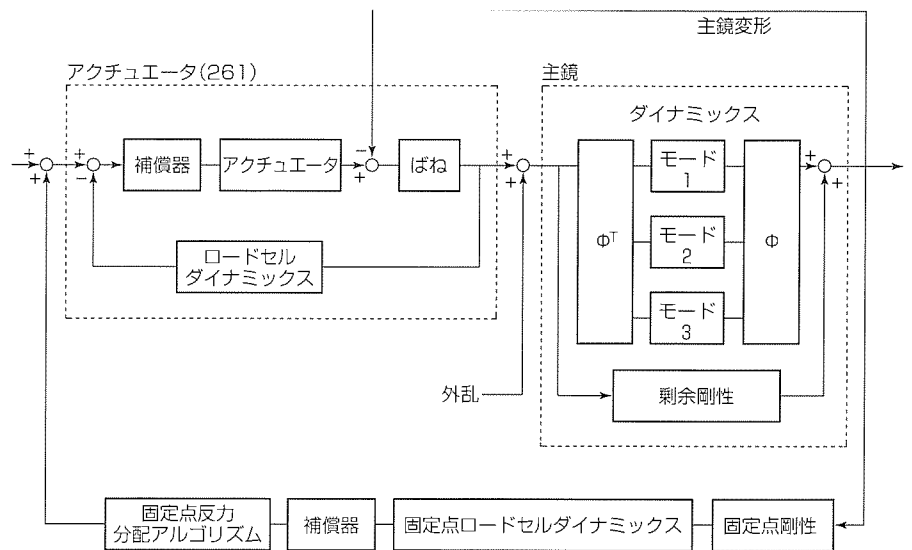 主鏡変形
アクチュエータ(261)
主鏡
ダイナミックス
補償器
アクチュエータ
ばね
ロードセル
ダイナミックス
Φᵀ
モード
1
モード
2
モード
3
Φ
外乱
剰余剛性
固定点反力
分配アルゴリズム
補償器
固定点ロードセルダイナミックス
固定点剛性
+
+
+
−
−
+
+
+
+
+